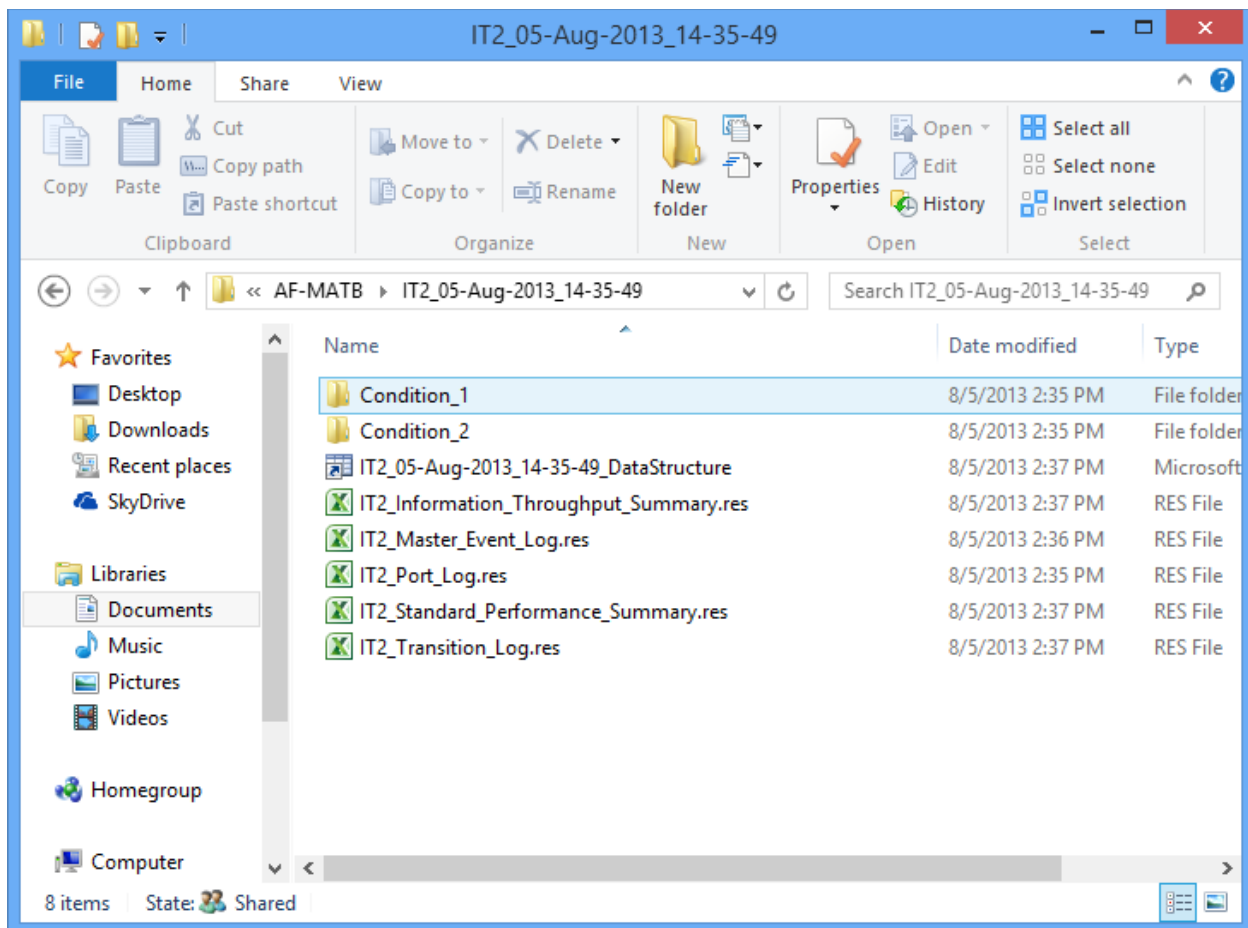 IT2_05-Aug-2013_14-35-49
File Home Share View
Copy Paste Cut Copy path Paste shortcut
Clipboard
Move to Copy to Delete Rename
Organize
New folder
New
Properties Open Edit History
Open
Select all Select none Invert selection
Select
« AF-MATB IT2_05-Aug-2013_14-35-49 Search IT2_05-Aug-2013_14-35-49
Favorites
Desktop
Downloads
Recent places
SkyDrive
Libraries
Documents
Music
Pictures
Videos
Homegroup
Computer
Name Date modified Type
Condition_1 8/5/2013 2:35 PM File folder
Condition_2 8/5/2013 2:35 PM File folder
IT2_05-Aug-2013_14-35-49_DataStructure 8/5/2013 2:37 PM Microsoft
IT2_Information_Throughput_Summary.res 8/5/2013 2:37 PM RES File
IT2_Master_Event_Log.res 8/5/2013 2:36 PM RES File
IT2_Port_Log.res 8/5/2013 2:35 PM RES File
IT2_Standard_Performance_Summary.res 8/5/2013 2:37 PM RES File
IT2_Transition_Log.res 8/5/2013 2:37 PM RES File
8 items State: Shared